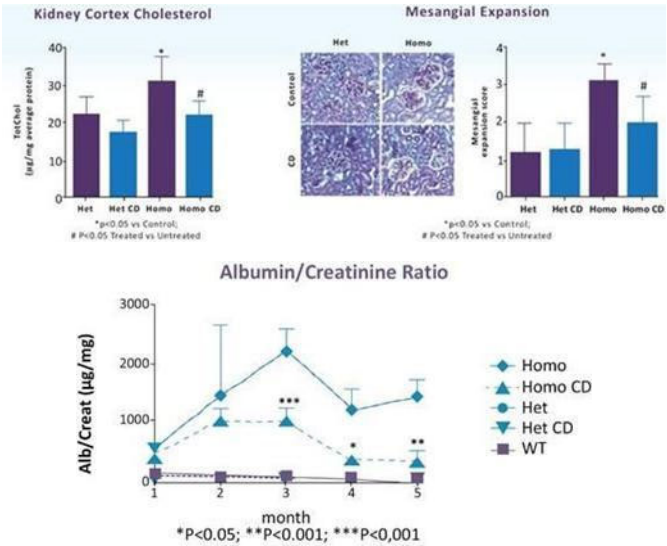 Kidney Cortex Cholesterol
TotChol
(µg/mg average protein)
40
30
20
10
0
*
#
Het
Het CD
Homo
Homo CD
*p<0.05 vs Control;
# P<0.05 Treated vs Untreated
Mesangial Expansion
Het
Homo
Control
CD
Mesangial
expansion score
4
3
2
1
0
*
#
Het
Het CD
Homo
Homo CD
*p<0.05 vs Control;
# P<0.05 Treated vs Untreated
Albumin/Creatinine Ratio
Alb/Creat (µg/mg)
3000
2000
1000
0
***
*
**
1
2
3
4
5
month
*P<0.05; **P<0.001; ***P<0,001
Homo
Homo CD
Het
Het CD
WT